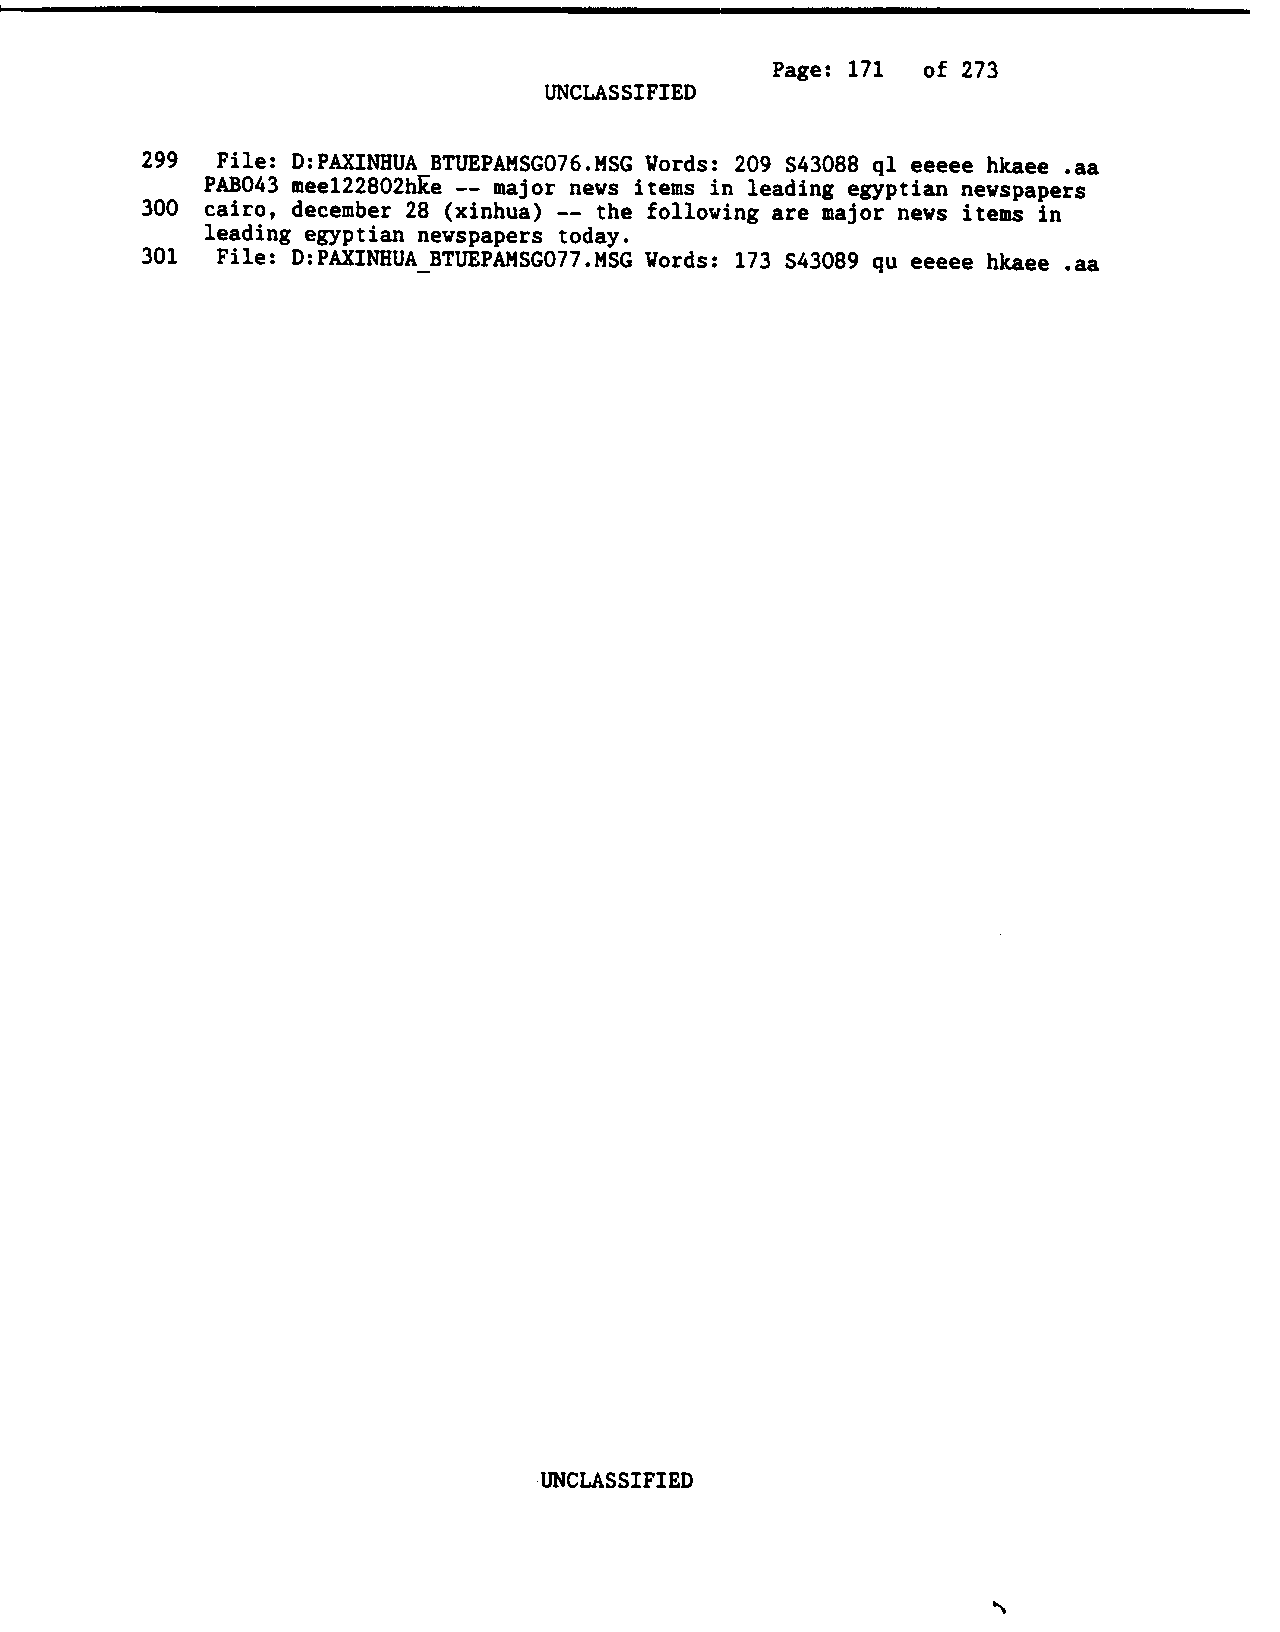 Page: 171 of 273
UNCLASSIFIED
299 File: D:PAXINHUA_BTUEPAMSG076.MSG Words: 209 S43088 ql eeeee hkaee .aa
PAB043 mee122802hke -- major news items in leading egyptian newspapers
300 cairo, december 28 (xinhua) -- the following are major news items in
leading egyptian newspapers today.
301 File: D:PAXINHUA_BTUEPAMSG077.MSG Words: 173 S43089 qu eeeee hkaee .aa
UNCLASSIFIED